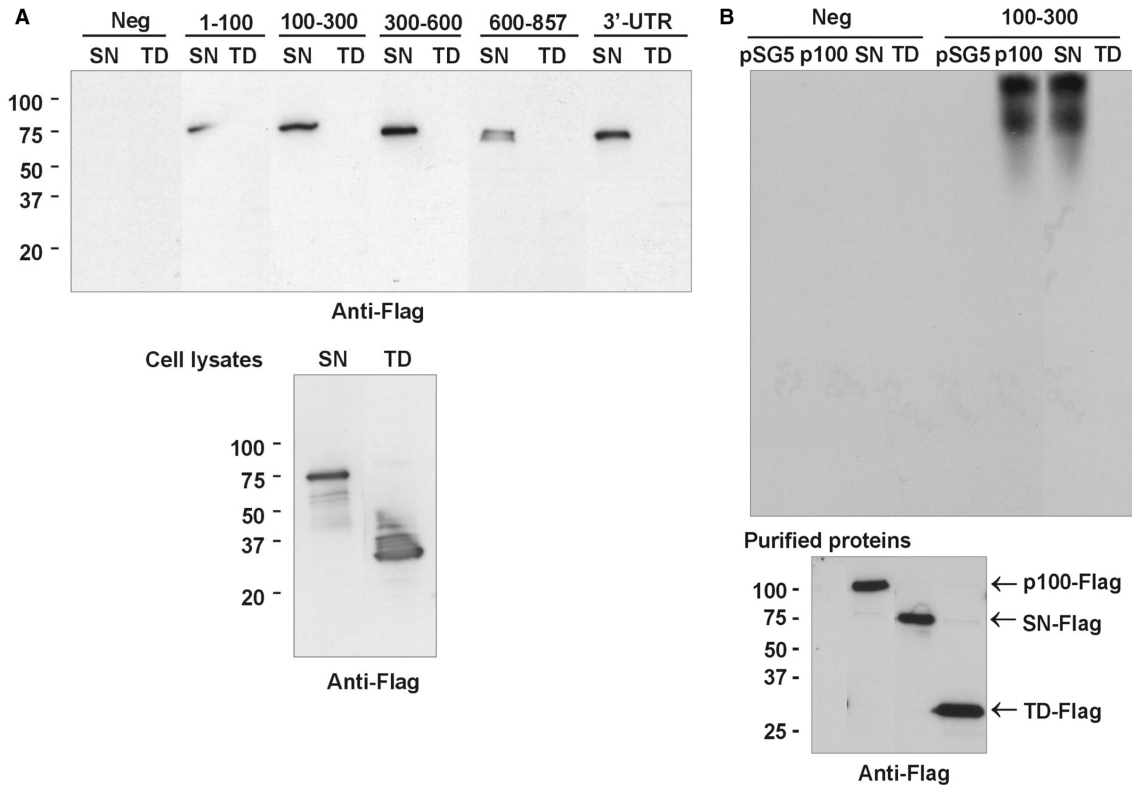 A
Neg 1-100 100-300 300-600 600-857 3'-UTR
SN TD SN TD SN TD SN TD SN TD SN TD
100
75
50
37
20
Anti-Flag
Cell lysates SN TD
100
75
50
37
20
Anti-Flag
B
Neg 100-300
pSG5 p100 SN TD pSG5 p100 SN TD
Purified proteins
100
75
50
37
25
p100-Flag
SN-Flag
TD-Flag
Anti-Flag